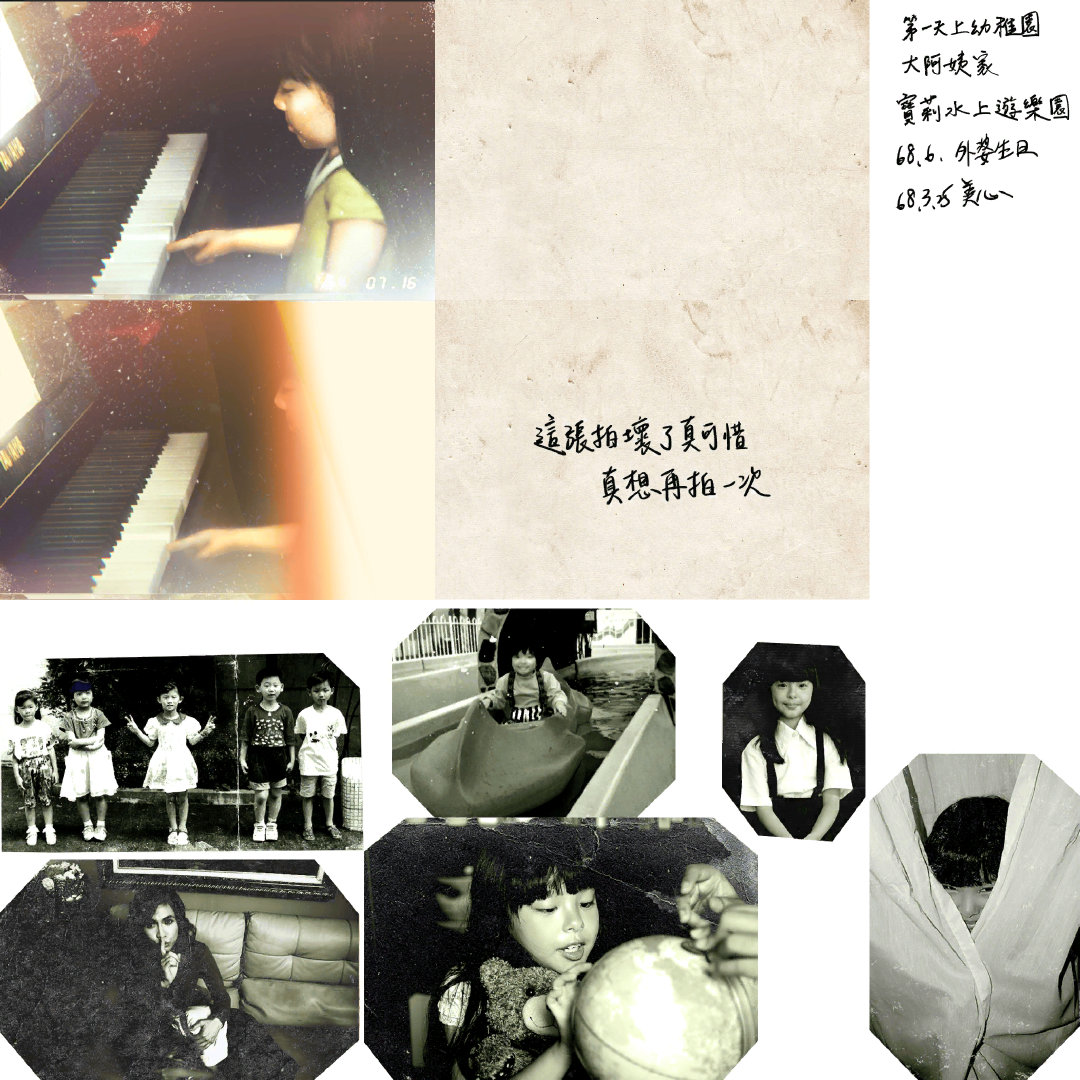 第一天上幼稚園
大阿姨家
寶莉水上遊樂園
68.6. 外婆生日
68.3.25 美心
07.16
這張拍壞了真可惜
真想再拍一次